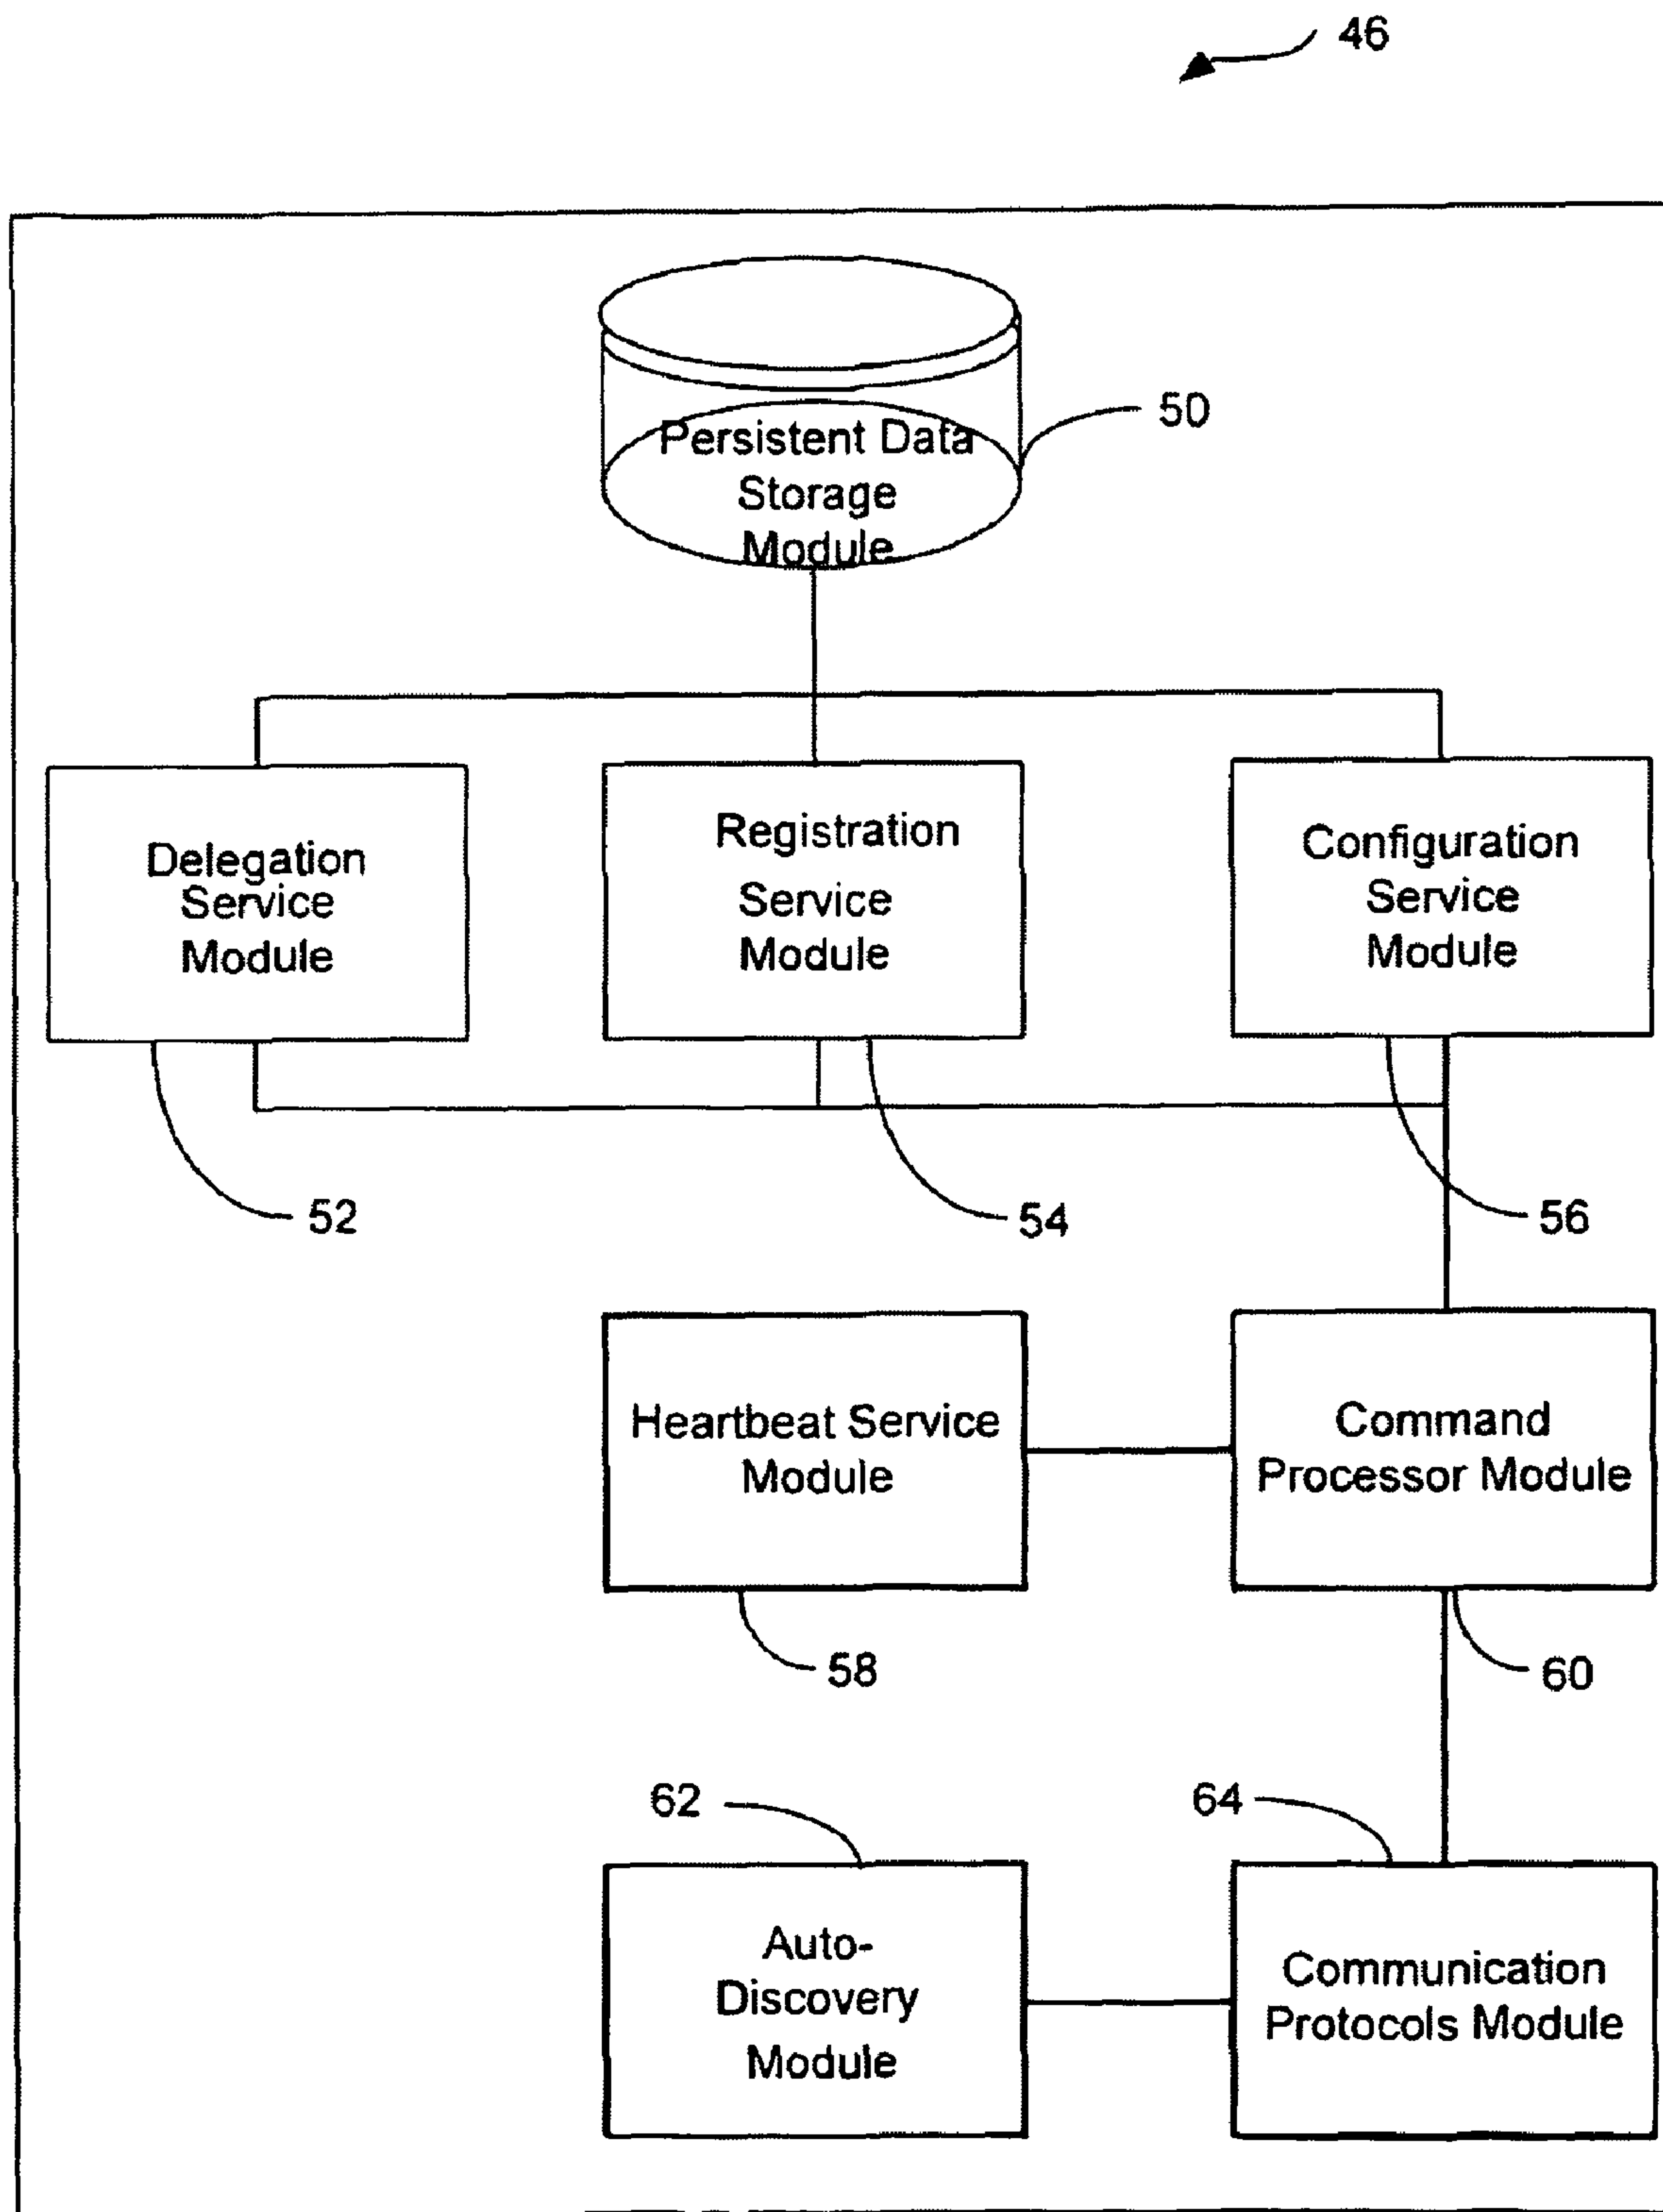 46
Persistent Data
Storage
Module
50
Delegation
Service
Module
Registration
Service
Module
Configuration
Service
Module
52
54
56
Heartbeat Service
Module
Command
Processor Module
58
60
62
64
Auto-
Discovery
Module
Communication
Protocols Module